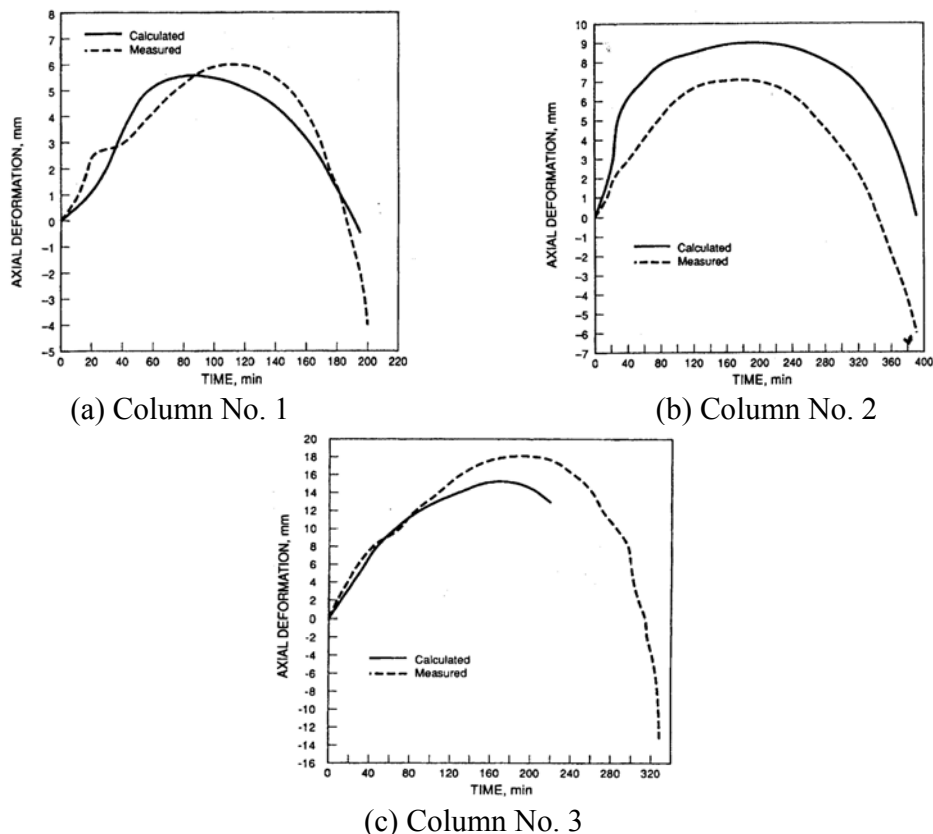 8
7
6
5
4
3
2
1
0
−1
−2
−3
−4
−5
AXIAL DEFORMATION, mm
Calculated
Measured
0 20 40 60 80 100 120 140 160 180 200 220
TIME, min
(a) Column No. 1
10
9
8
7
6
5
4
3
2
1
0
−1
−2
−3
−4
−5
−6
−7
AXIAL DEFORMATION, mm
Calculated
Measured
0 40 80 120 160 200 240 280 320 360 400
TIME, min
(b) Column No. 2
20
18
16
14
12
10
8
6
4
2
0
−2
−4
−6
−8
−10
−12
−14
−16
AXIAL DEFORMATION, mm
Calculated
Measured
0 40 80 120 160 200 240 280 320
TIME, min
(c) Column No. 3